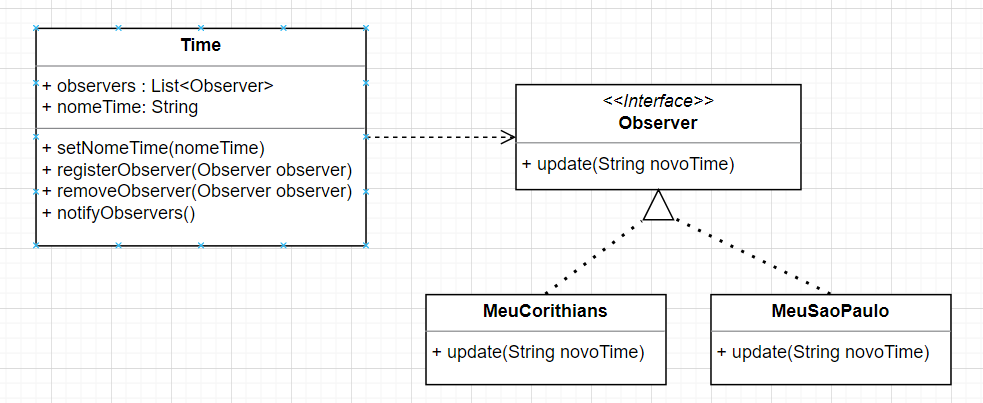 Time
+ observers : List<Observer>
+ nomeTime: String
+ setNomeTime(nomeTime)
+ registerObserver(Observer observer)
+ removeObserver(Observer observer)
+ notifyObservers()
<<Interface>>
Observer
+ update(String novoTime)
MeuCorithians
+ update(String novoTime)
MeuSaoPaulo
+ update(String novoTime)